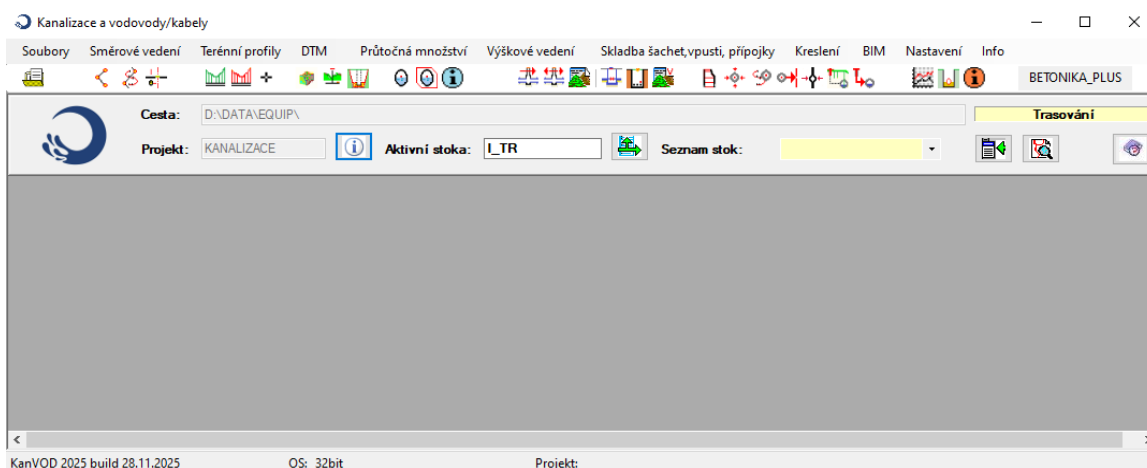 Kanalizace a vodovody/kabely
Soubory Směrové vedení Terénní profily DTM Průtočná množství Výškové vedení Skladba šachet,vpusti, přípojky Kreslení BIM Nastavení Info
BETONIKA_PLUS
Cesta: D:\DATA\EQUIP\ Trasování
Projekt: KANALIZACE Aktivní stoka: I_TR Seznam stok:
KanVOD 2025 build 28.11.2025 OS: 32bit Projekt: